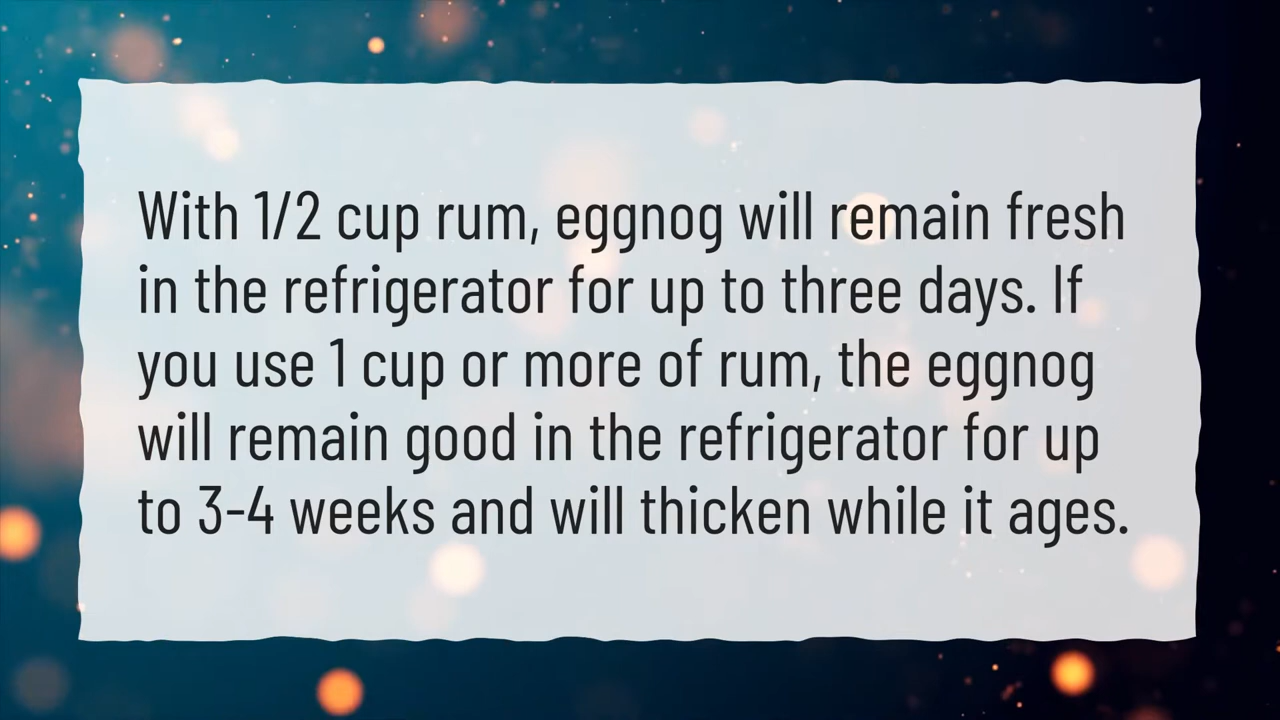 With 1/2 cup rum, eggnog will remain fresh
in the refrigerator for up to three days. If
you use 1 cup or more of rum, the eggnog
will remain good in the refrigerator for up
to 3-4 weeks and will thicken while it ages.